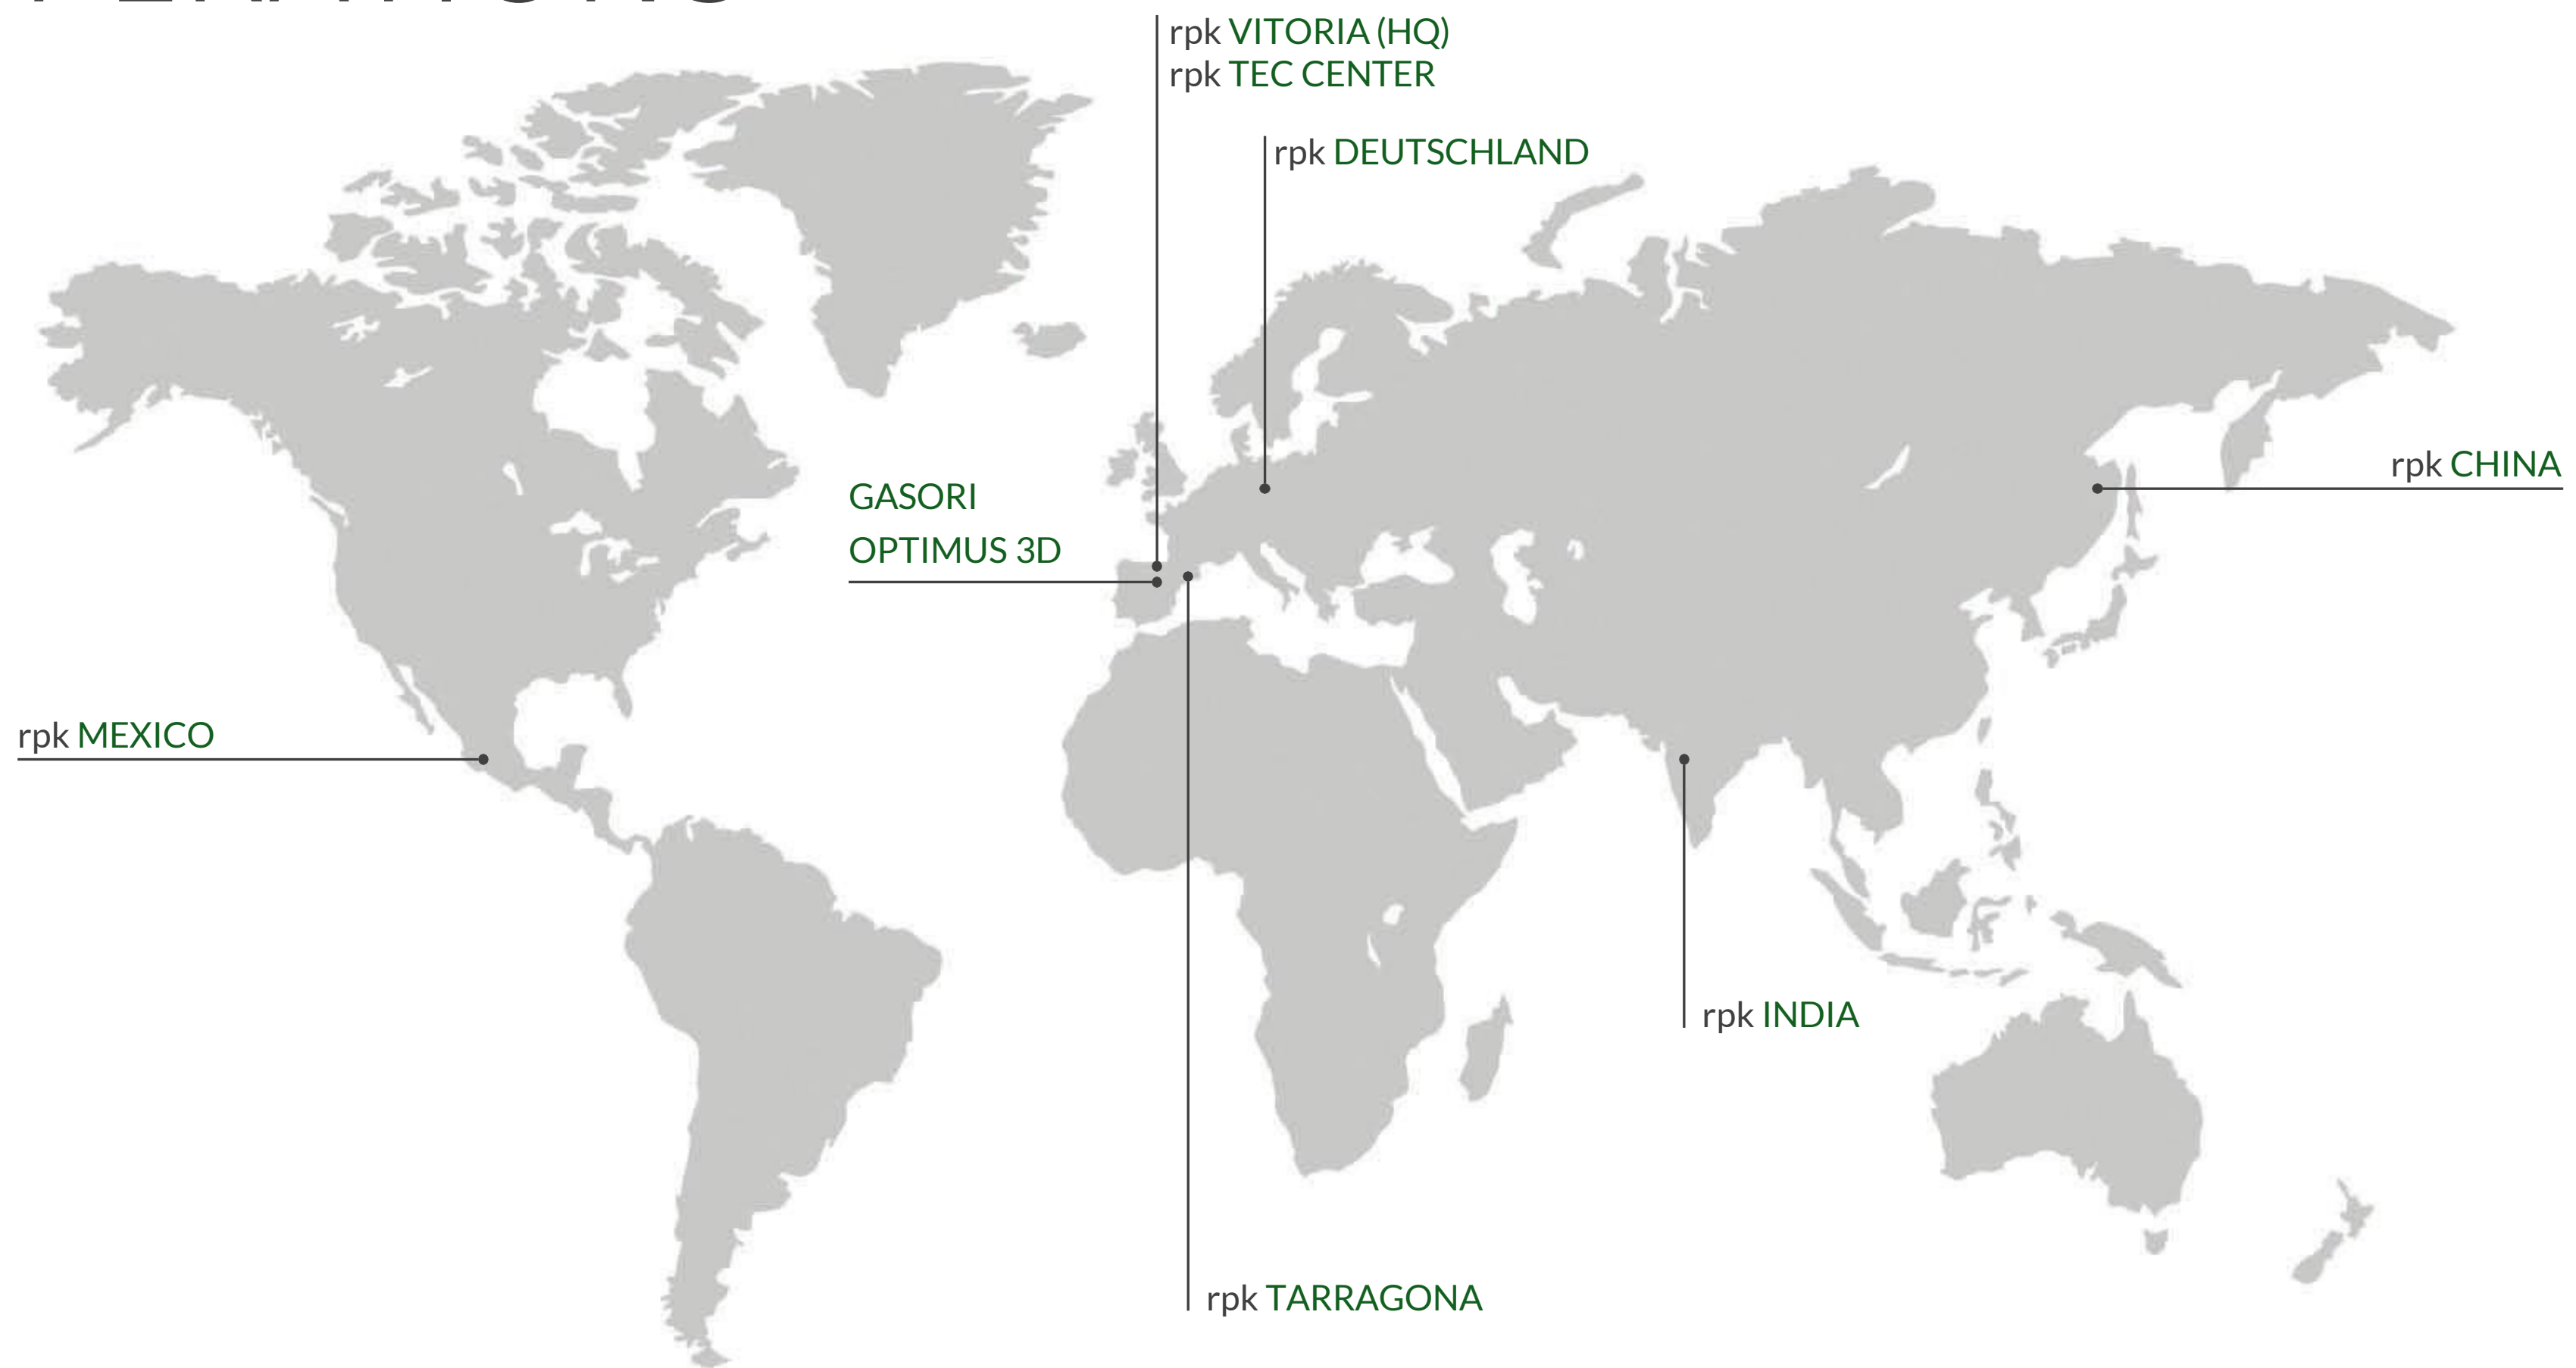 rpk VITORIA (HQ)
rpk TEC CENTER
rpk DEUTSCHLAND
rpk CHINA
GASORI
OPTIMUS 3D
rpk MEXICO
rpk INDIA
rpk TARRAGONA